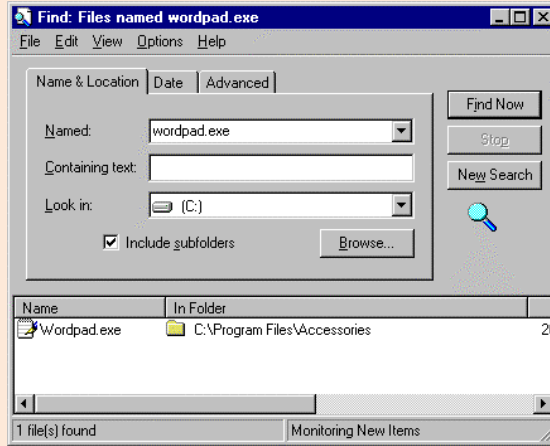 Find: Files named wordpad.exe
File Edit View Options Help
Name & Location Date Advanced
Find Now
Named: wordpad.exe
Stop
Containing text:
New Search
Look in: (C:)
Include subfolders Browse...
Name In Folder
Wordpad.exe C:\Program Files\Accessories 20
1 file(s) found Monitoring New Items